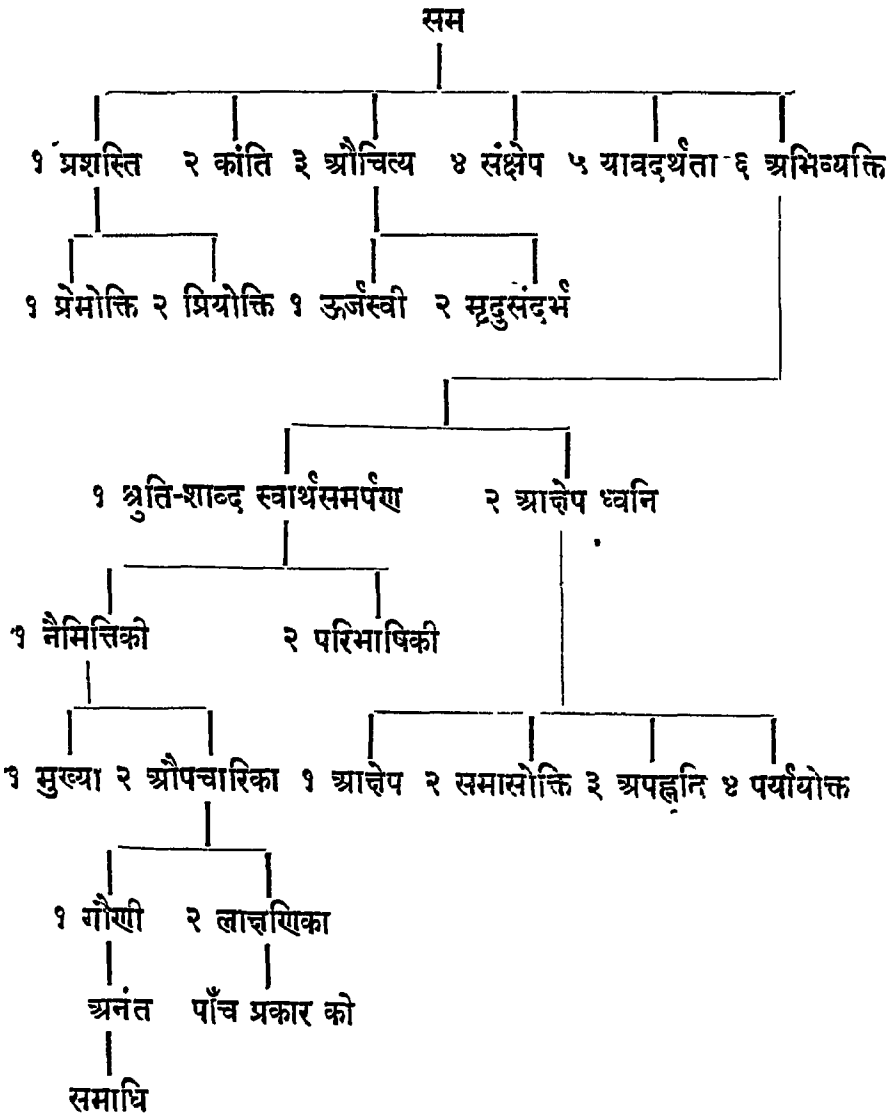 सम
१ प्रशस्ति २ कांति ३ औचित्य ४ संक्षेप ५ यावदर्थता ६ अभिव्यक्ति
१ प्रेमोक्ति २ प्रियोक्ति १ ऊर्जस्वी २ मृदुसंदर्भ
१ श्रुति-शाब्द स्वार्थसमर्पण २ आक्षेप ध्वनि
१ नैमित्तिकी २ परिभाषिकी
१ मुख्या २ औपचारिका १ आक्षेप २ समासोक्ति ३ अपह्नुति ४ पर्यायोक्त
१ गौणी २ लाक्षणिका
अनंत पाँच प्रकार को
समाधि